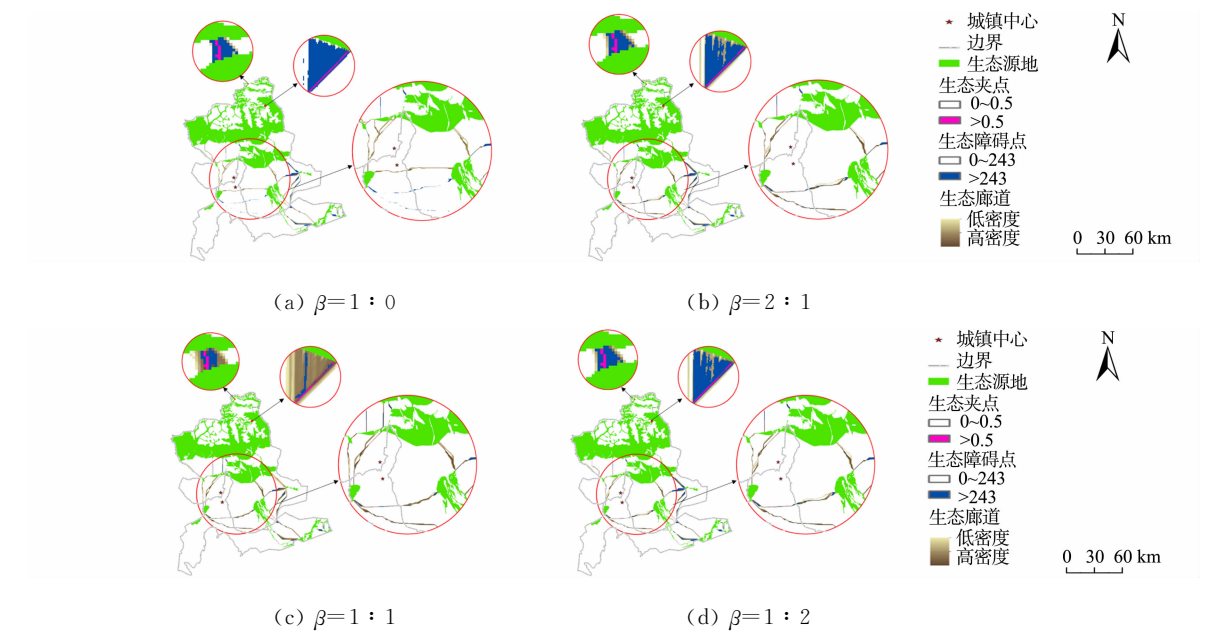 城镇中心
边界
生态源地
生态夹点
0~0.5
>0.5
生态障碍点
0~243
>243
生态廊道
低密度
高密度
N
0 30 60 km
(a) β=1∶0
(b) β=2∶1
城镇中心
边界
生态源地
生态夹点
0~0.5
>0.5
生态障碍点
0~243
>243
生态廊道
低密度
高密度
N
0 30 60 km
(c) β=1∶1
(d) β=1∶2